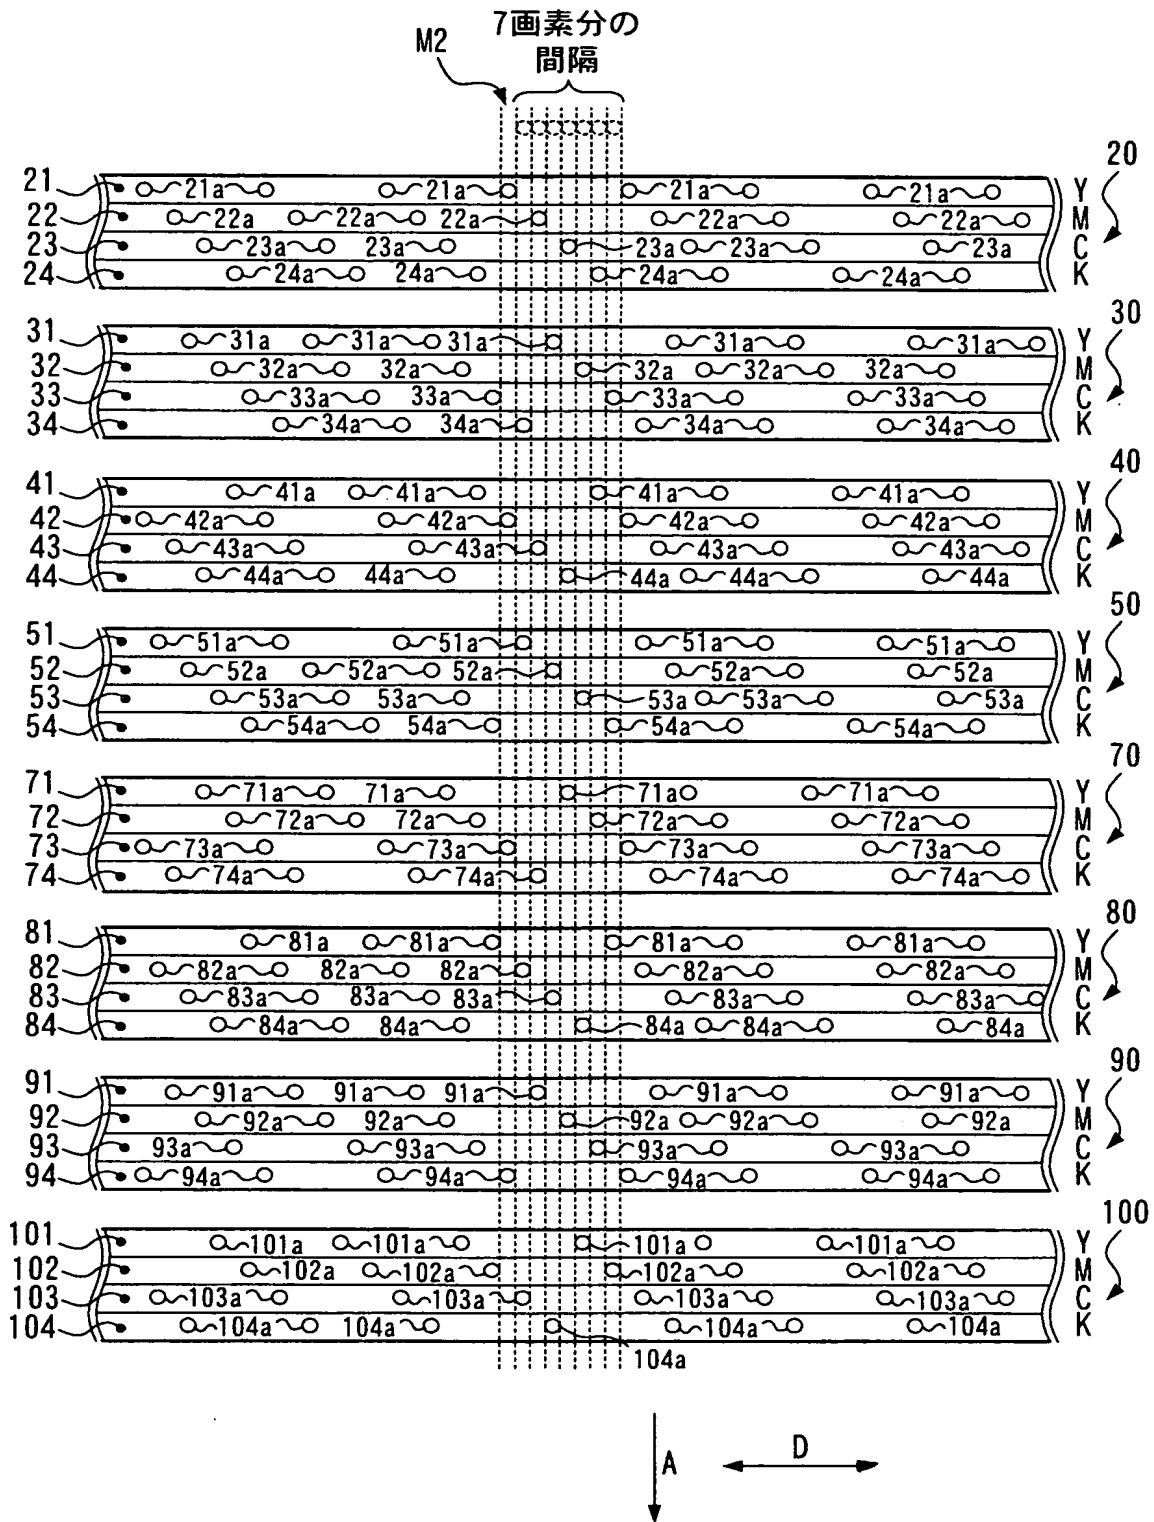 7画素分の
間隔
M2
20
21 21a 21a 21a 21a Y
22 22a 22a 22a 22a 22a M
23 23a 23a 23a 23a 23a C
24 24a 24a 24a 24a K
30
31 31a 31a 31a 31a 31a Y
32 32a 32a 32a 32a 32a M
33 33a 33a 33a 33a C
34 34a 34a 34a 34a K
40
41 41a 41a 41a 41a Y
42 42a 42a 42a 42a M
43 43a 43a 43a 43a C
44 44a 44a 44a 44a 44a K
50
51 51a 51a 51a 51a Y
52 52a 52a 52a 52a 52a M
53 53a 53a 53a 53a 53a C
54 54a 54a 54a 54a K
70
71 71a 71a 71a 71a Y
72 72a 72a 72a 72a M
73 73a 73a 73a 73a C
74 74a 74a 74a 74a K
80
81 81a 81a 81a 81a Y
82 82a 82a 82a 82a 82a M
83 83a 83a 83a 83a 83a C
84 84a 84a 84a 84a 84a K
90
91 91a 91a 91a 91a 91a Y
92 92a 92a 92a 92a 92a M
93 93a 93a 93a 93a C
94 94a 94a 94a 94a K
100
101 101a 101a 101a 101a Y
102 102a 102a 102a 102a M
103 103a 103a 103a 103a C
104 104a 104a 104a 104a K
104a
A
D